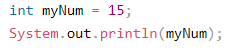 int myNum = 15;
System.out.println(myNum);